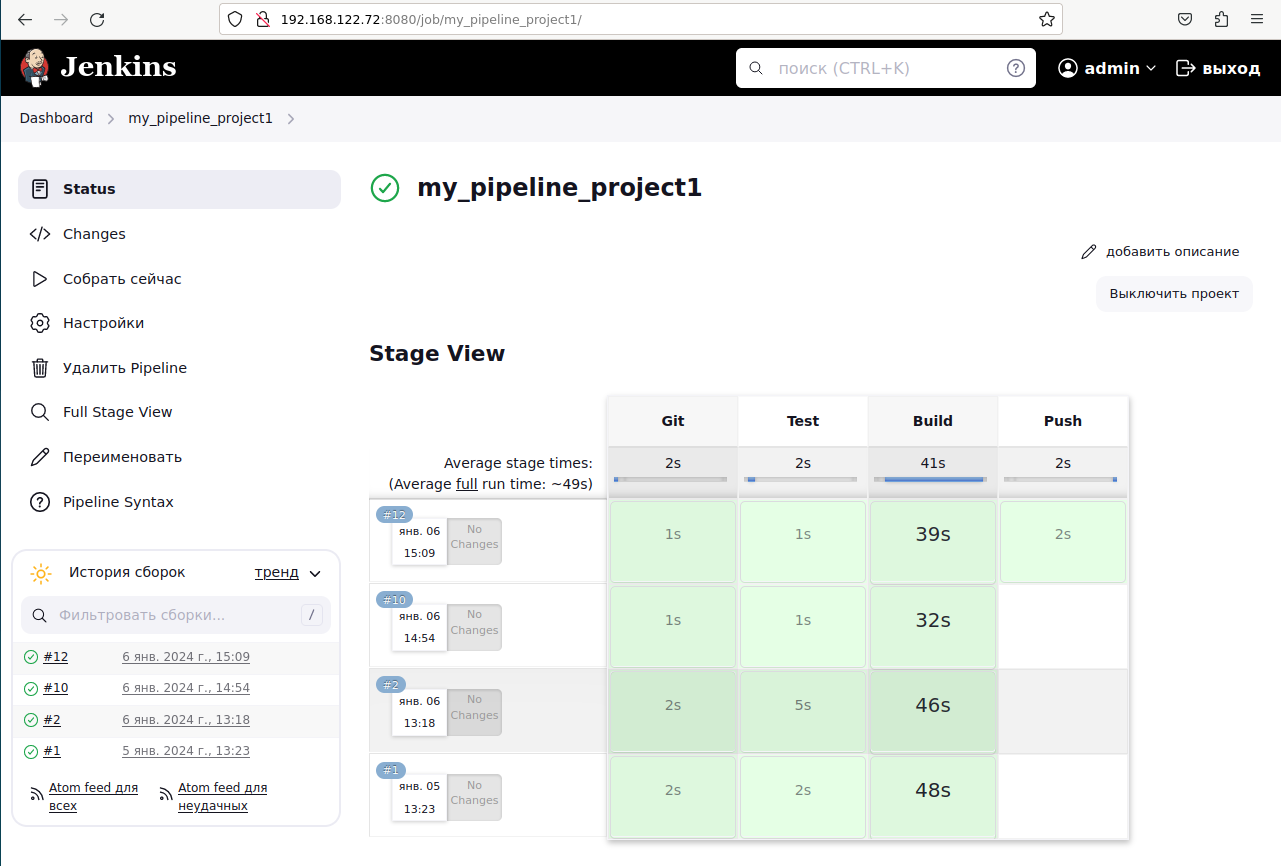 192.168.122.72:8080/job/my_pipeline_project1/
Jenkins
поиск (CTRL+K)
admin
выход
Dashboard
my_pipeline_project1
Status
Changes
Собрать сейчас
Настройки
Удалить Pipeline
Full Stage View
Переименовать
Pipeline Syntax
История сборок
тренд
Фильтровать сборки...
/
#12 6 янв. 2024 г., 15:09
#10 6 янв. 2024 г., 14:54
#2 6 янв. 2024 г., 13:18
#1 5 янв. 2024 г., 13:23
Atom feed для
всех
Atom feed для
неудачных
my_pipeline_project1
добавить описание
Выключить проект
Stage View
Git Test Build Push
Average stage times:
(Average full run time: ~49s)
2s 2s 41s 2s
#12
янв. 06
15:09
No
Changes
1s 1s 39s 2s
#10
янв. 06
14:54
No
Changes
1s 1s 32s
#2
янв. 06
13:18
No
Changes
2s 5s 46s
#1
янв. 05
13:23
No
Changes
2s 2s 48s